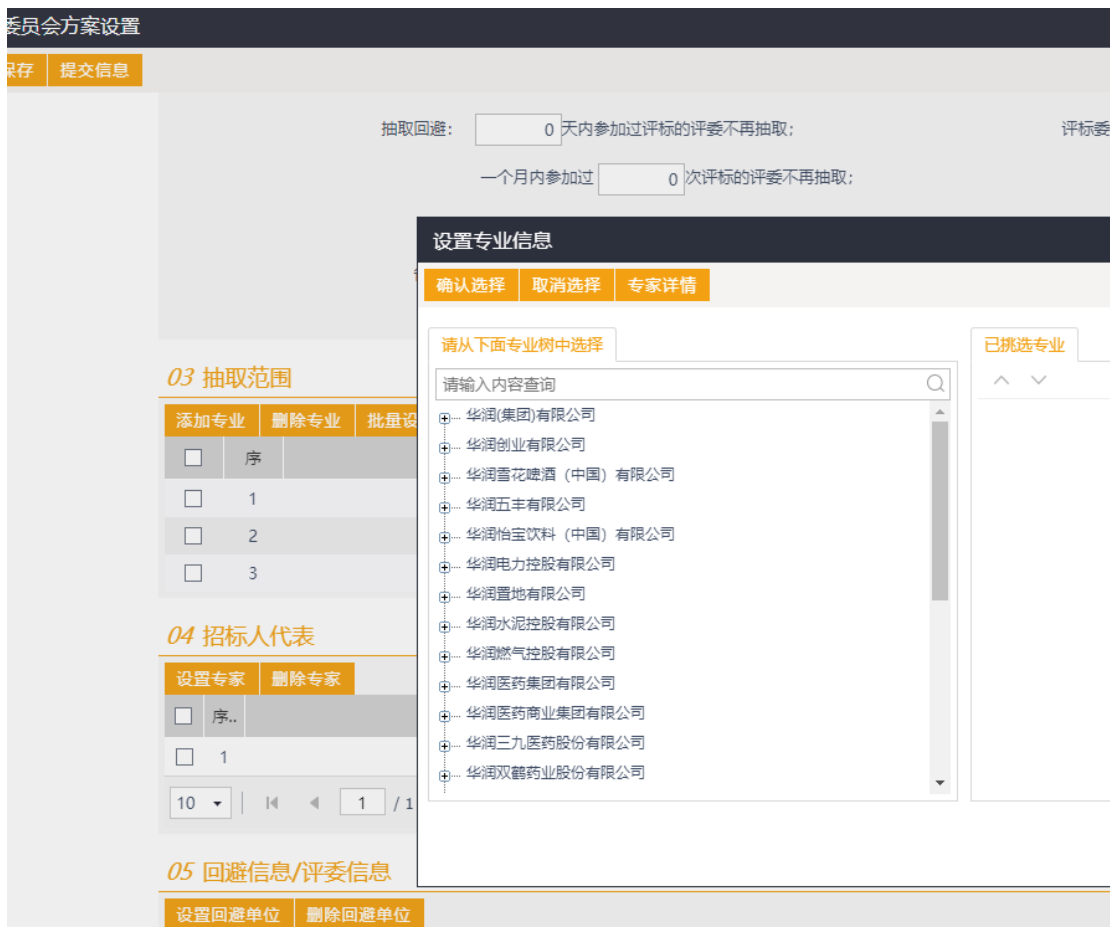 委员会方案设置
保存 提交信息
抽取回避： 0 天内参加过评标的评委不再抽取； 评标委
一个月内参加过 0 次评标的评委不再抽取；
设置专业信息
确认选择 取消选择 专家详情
请从下面专业树中选择 已挑选专业
请输入内容查询
华润(集团)有限公司
华润创业有限公司
华润雪花啤酒（中国）有限公司
华润五丰有限公司
华润怡宝饮料（中国）有限公司
华润电力控股有限公司
华润置地有限公司
华润水泥控股有限公司
华润燃气控股有限公司
华润医药集团有限公司
华润医药商业集团有限公司
华润三九医药股份有限公司
华润双鹤药业股份有限公司
03 抽取范围
添加专业 删除专业 批量设
序
1
2
3
04 招标人代表
设置专家 删除专家
序..
1
10 1 / 1
05 回避信息/评委信息
设置回避单位 删除回避单位